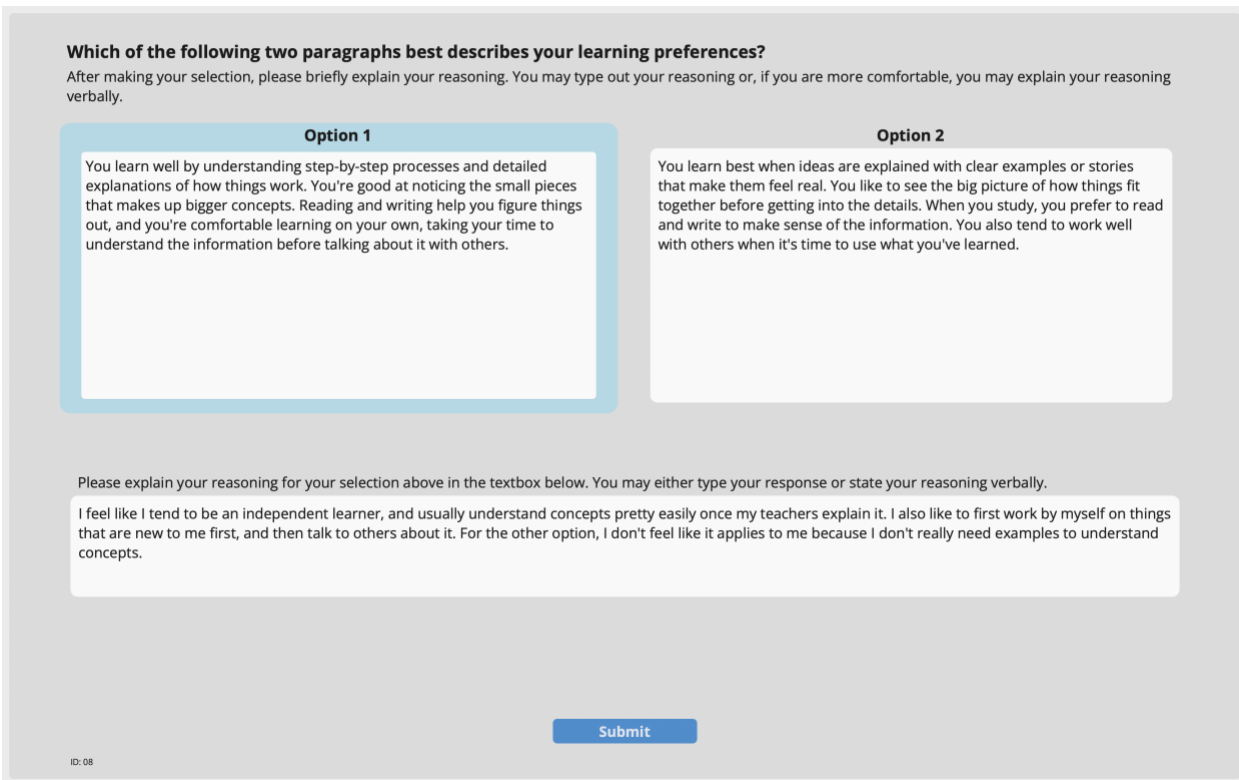 Which of the following two paragraphs best describes your learning preferences?
After making your selection, please briefly explain your reasoning. You may type out your reasoning or, if you are more comfortable, you may explain your reasoning
verbally.
Option 1
You learn well by understanding step-by-step processes and detailed
explanations of how things work. You're good at noticing the small pieces
that makes up bigger concepts. Reading and writing help you figure things
out, and you're comfortable learning on your own, taking your time to
understand the information before talking about it with others.
Option 2
You learn best when ideas are explained with clear examples or stories
that make them feel real. You like to see the big picture of how things fit
together before getting into the details. When you study, you prefer to read
and write to make sense of the information. You also tend to work well
with others when it's time to use what you've learned.
Please explain your reasoning for your selection above in the textbox below. You may either type your response or state your reasoning verbally.
I feel like I tend to be an independent learner, and usually understand concepts pretty easily once my teachers explain it. I also like to first work by myself on things
that are new to me first, and then talk to others about it. For the other option, I don't feel like it applies to me because I don't really need examples to understand
concepts.
Submit
ID: 08